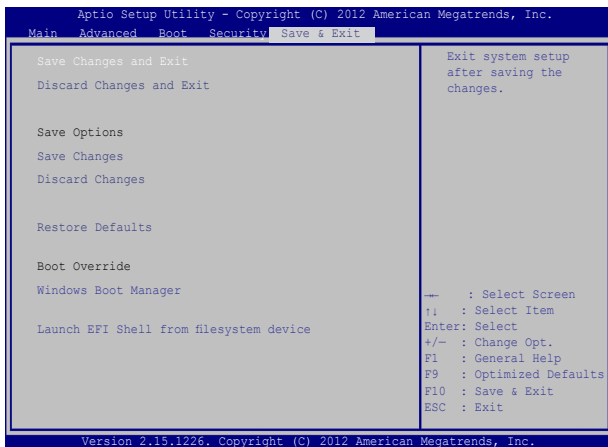 Aptio Setup Utility - Copyright (C) 2012 American Megatrends, Inc.
Main Advanced Boot Security Save & Exit
Save Changes and Exit
Discard Changes and Exit
Save Options
Save Changes
Discard Changes
Restore Defaults
Boot Override
Windows Boot Manager
Launch EFI Shell from filesystem device
Exit system setup
after saving the
changes.
→← : Select Screen
↑↓ : Select Item
Enter: Select
+/— : Change Opt.
F1 : General Help
F9 : Optimized Defaults
F10 : Save & Exit
ESC : Exit
Version 2.15.1226. Copyright (C) 2012 American Megatrends, Inc.